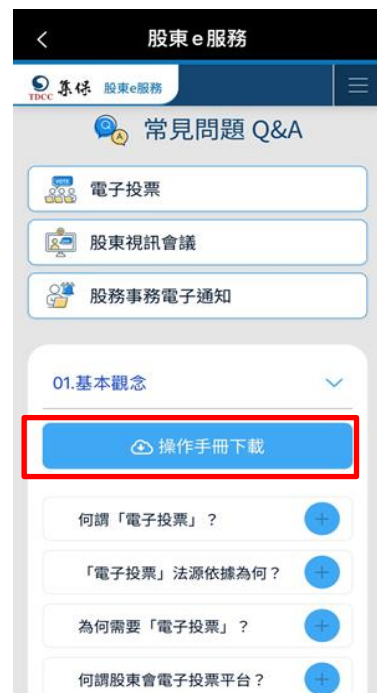 股東e服務
TDCC 集保 股東e服務
常見問題 Q&A
VOTE
電子投票
股東視訊會議
股務事務電子通知
01.基本觀念
操作手冊下載
何謂「電子投票」？
「電子投票」法源依據為何？
為何需要「電子投票」？
何謂股東會電子投票平台？